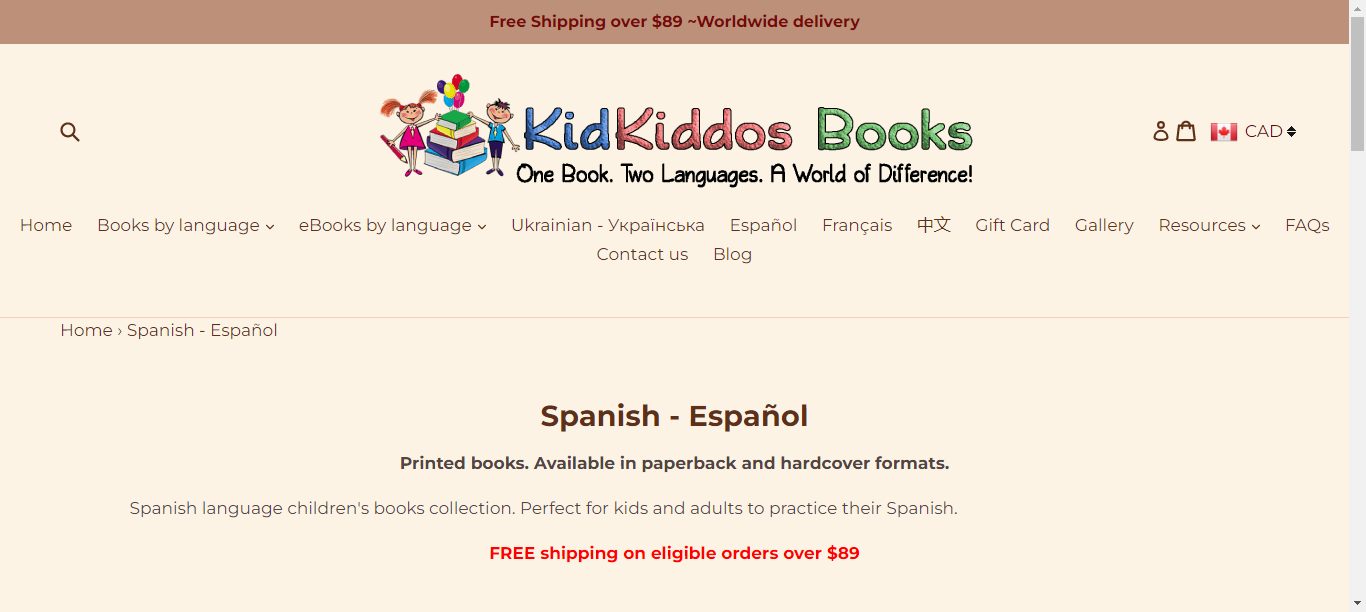 Free Shipping over $89 ~Worldwide delivery
KidKiddos Books
One Book. Two Languages. A World of Difference!
CAD
Home Books by language eBooks by language Ukrainian - Українська Español Français 中文 Gift Card Gallery Resources FAQs
Contact us Blog
Home › Spanish - Español
Spanish - Español
Printed books. Available in paperback and hardcover formats.
Spanish language children's books collection. Perfect for kids and adults to practice their Spanish.
FREE shipping on eligible orders over $89